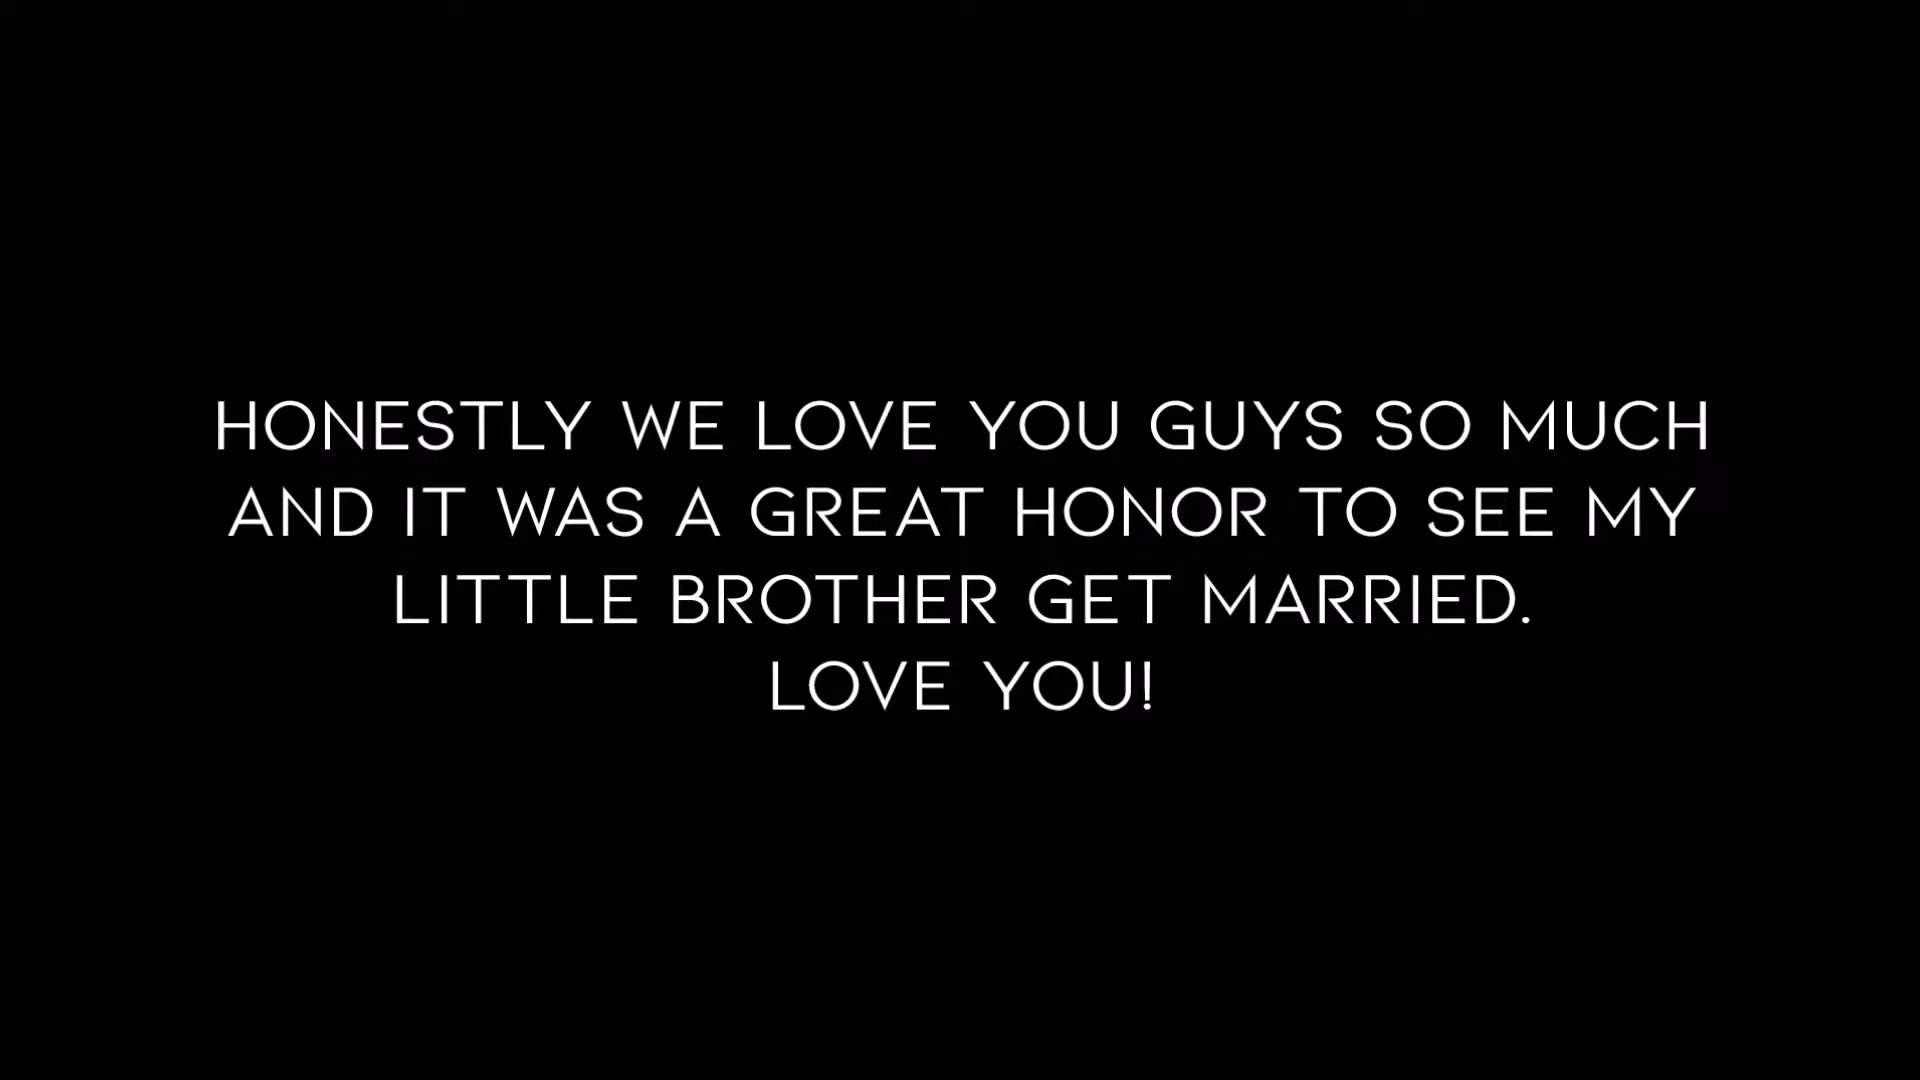 HONESTLY WE LOVE YOU GUYS SO MUCH
AND IT WAS A GREAT HONOR TO SEE MY
LITTLE BROTHER GET MARRIED.
LOVE YOU!